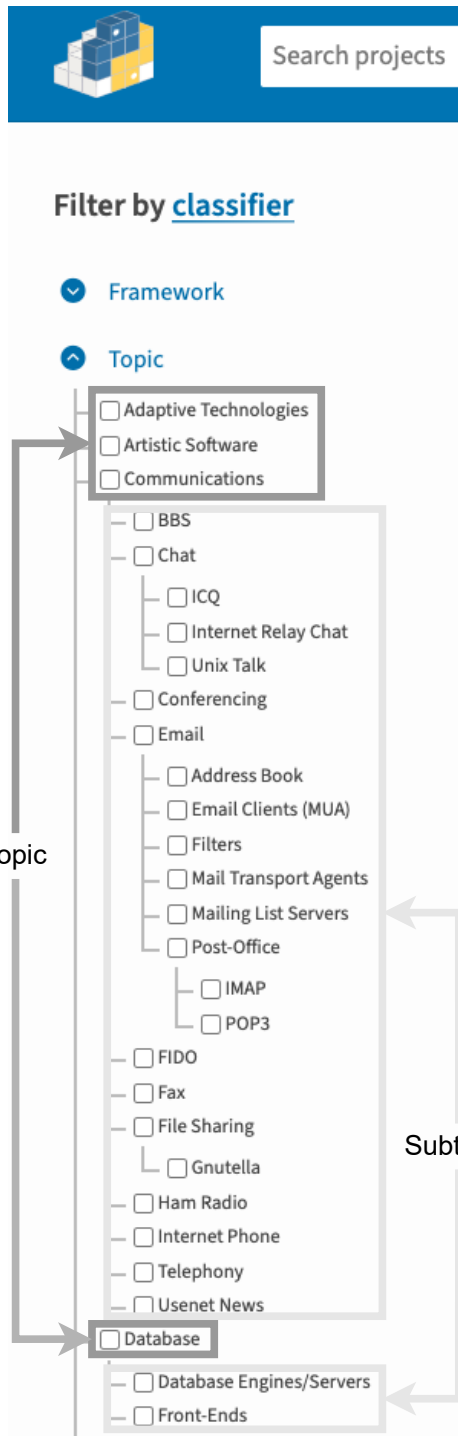 Search projects
Filter by classifier
Framework
Topic
Adaptive Technologies
Artistic Software
Communications
BBS
Chat
ICQ
Internet Relay Chat
Unix Talk
Conferencing
Email
Address Book
Email Clients (MUA)
Filters
opic
Mail Transport Agents
Mailing List Servers
Post-Office
IMAP
POP3
FIDO
Fax
File Sharing
Subt
Gnutella
Ham Radio
Internet Phone
Telephony
Usenet News
Database
Database Engines/Servers
Front-Ends